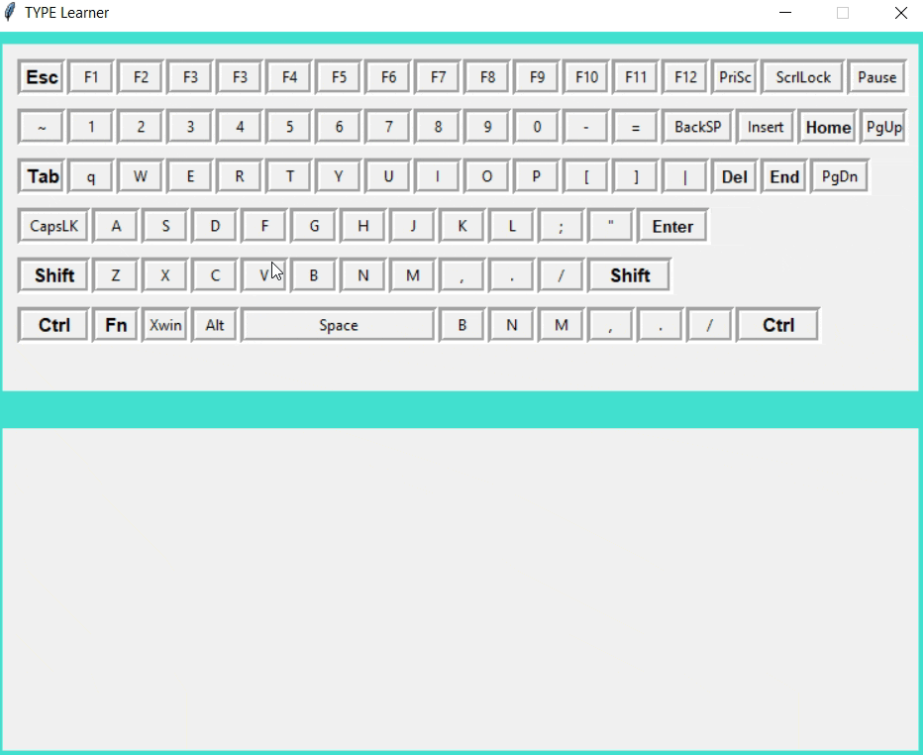 TYPE Learner
Esc F1 F2 F3 F3 F4 F5 F6 F7 F8 F9 F10 F11 F12 PriSc ScrlLock Pause
~ 1 2 3 4 5 6 7 8 9 0 - = BackSP Insert Home PgUp
Tab q W E R T Y U I O P [ ] | Del End PgDn
CapsLK A S D F G H J K L ; " Enter
Shift Z X C V B N M , . / Shift
Ctrl Fn Xwin Alt Space B N M , . / Ctrl